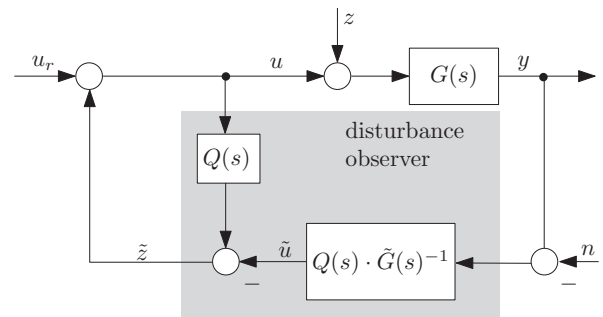 z
u_r
u
G(s)
y
Q(s)
disturbance
observer
z̃
−
ũ
Q(s) · G̃(s)⁻¹
n
−